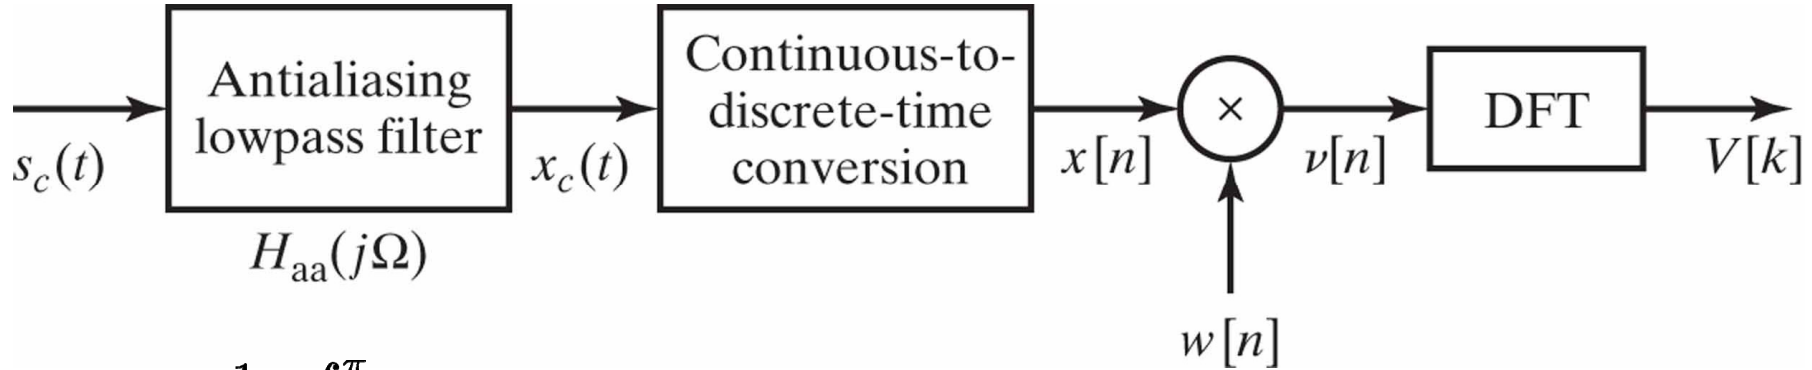 Antialiasing
lowpass filter
Continuous-to-
discrete-time
conversion
×
DFT
s_c(t)
x_c(t)
x[n]
v[n]
V[k]
H_aa(jΩ)
w[n]
π